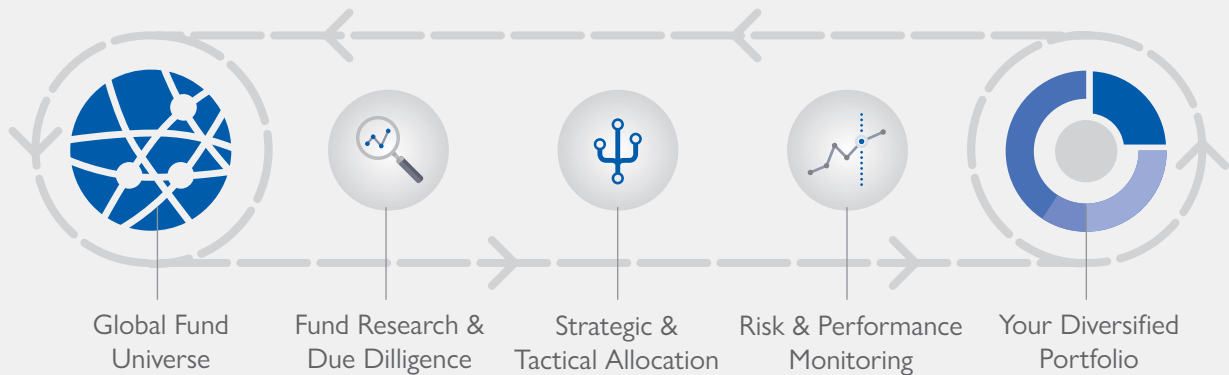 Global Fund
Universe
Fund Research &
Due Dilligence
Strategic &
Tactical Allocation
Risk & Performance
Monitoring
Your Diversified
Portfolio